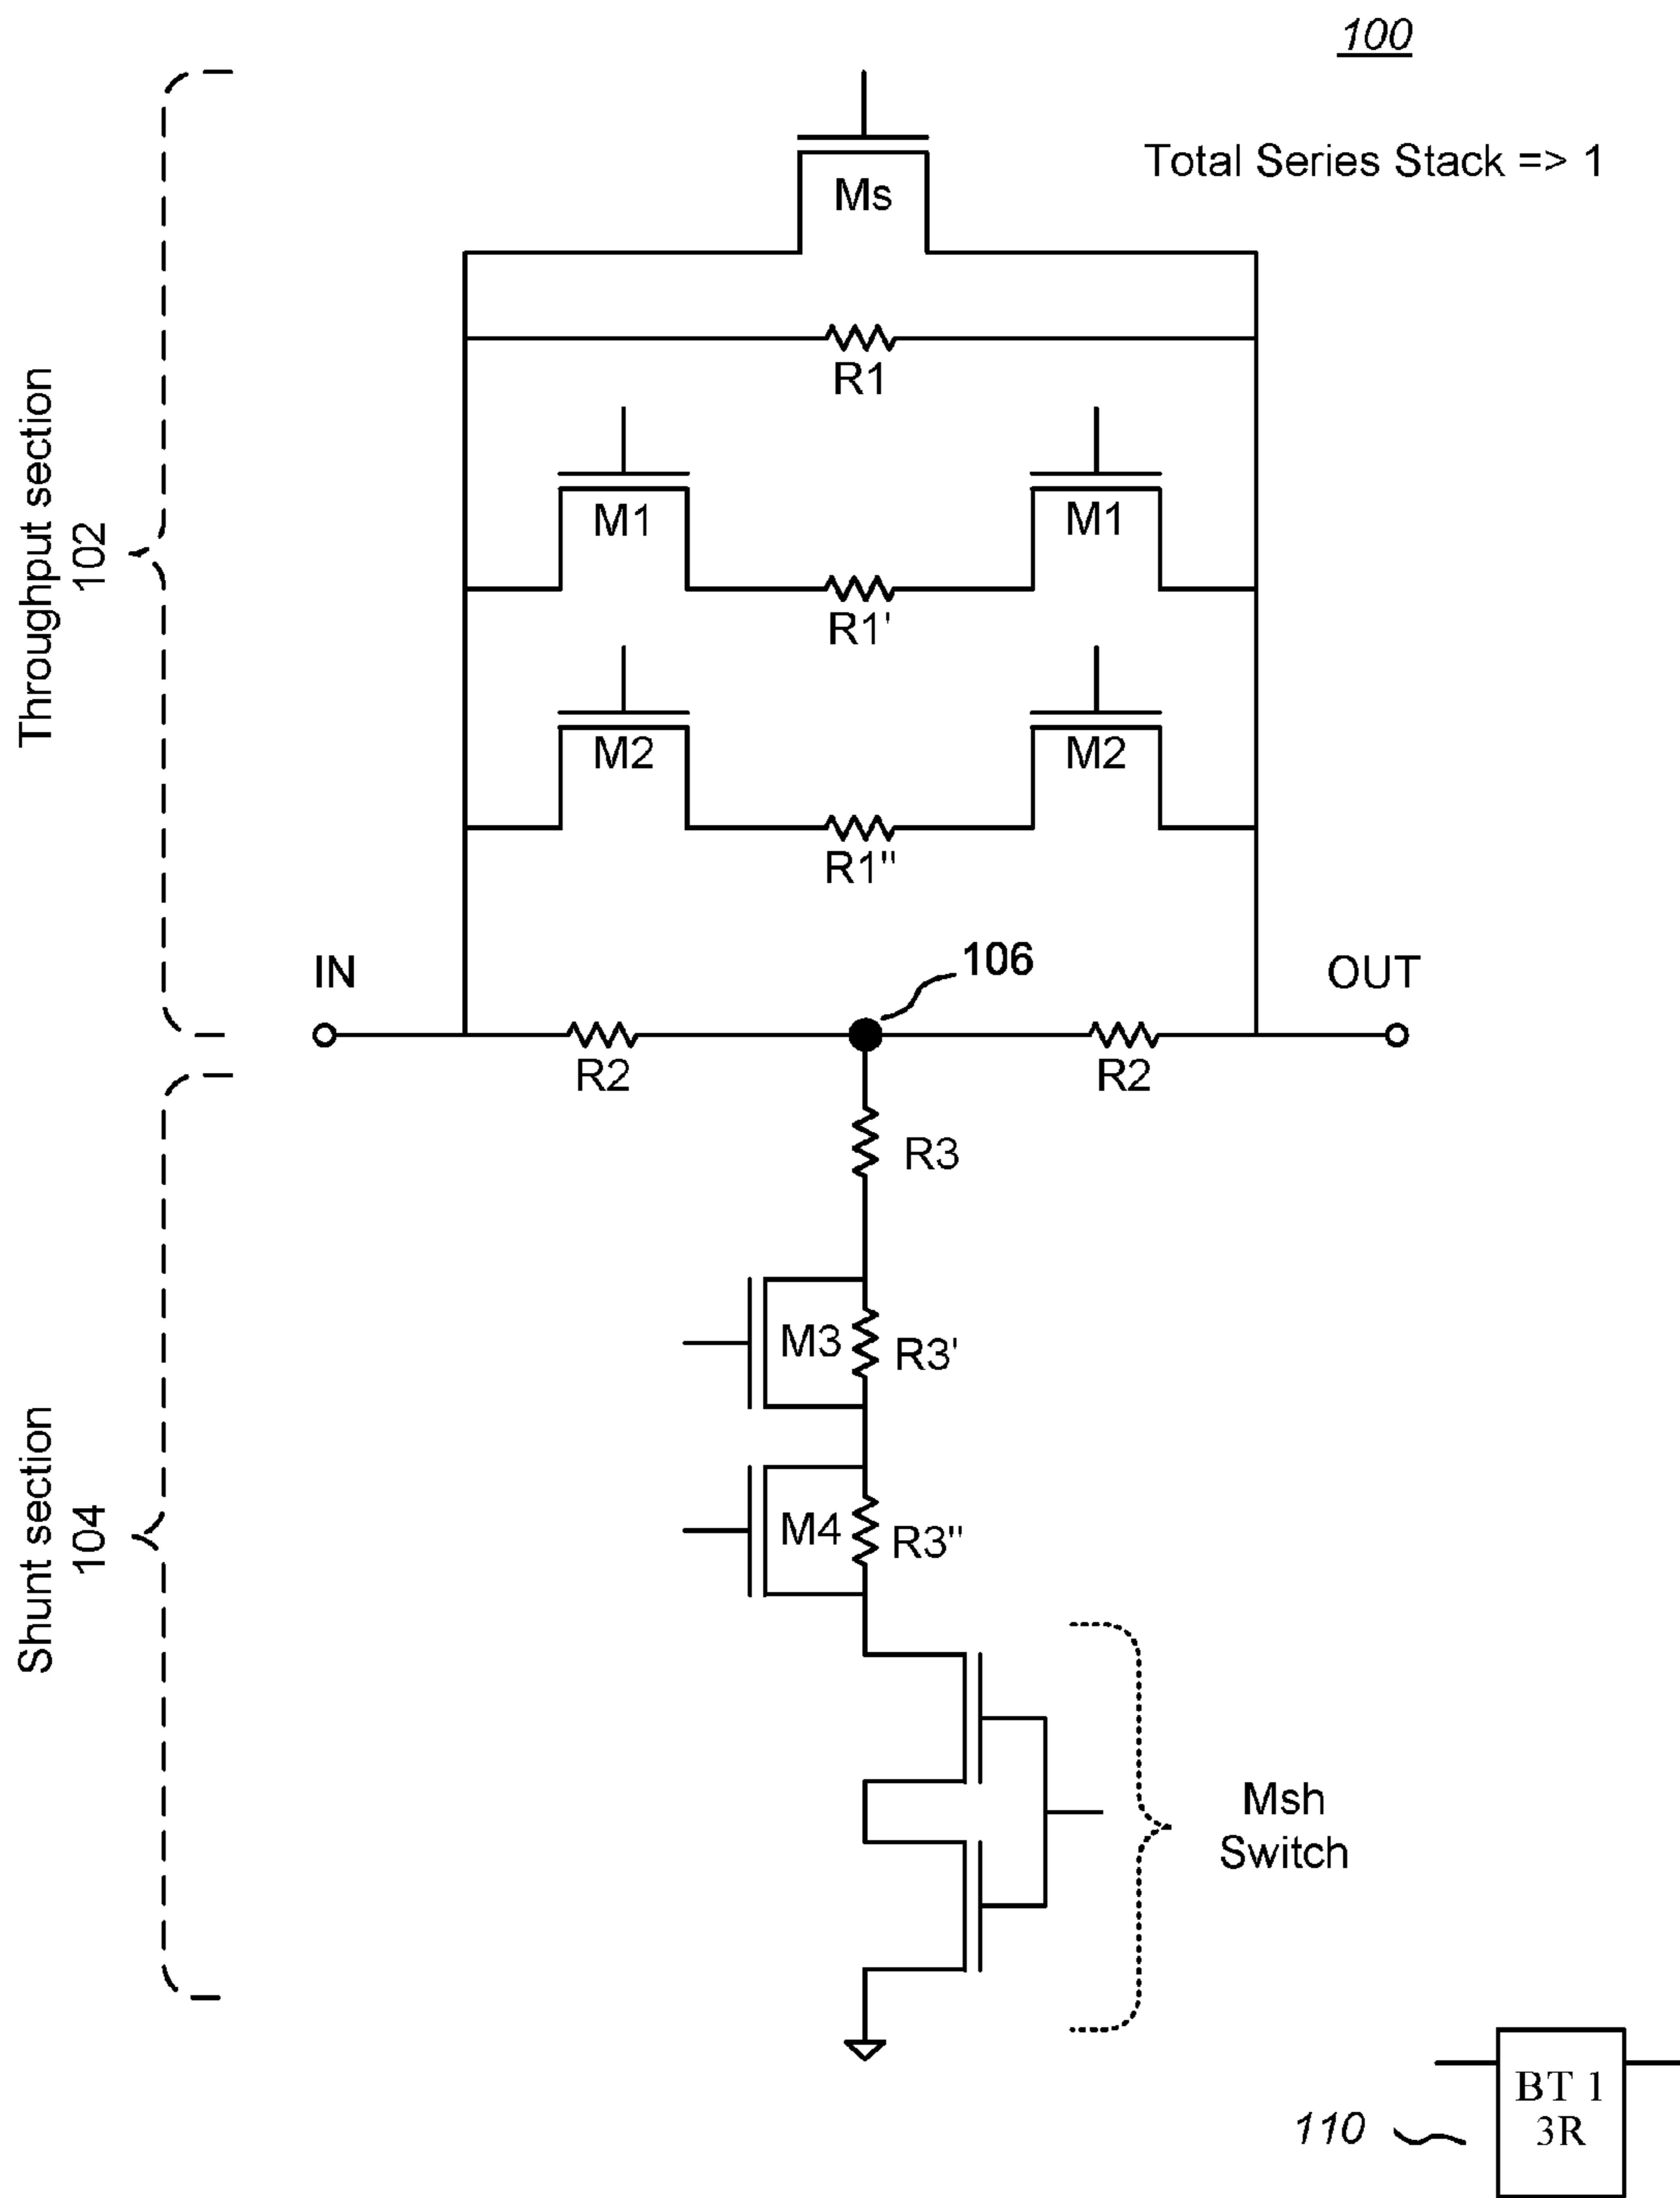 100
Total Series Stack => 1
Ms
R1
M1
M1
R1'
M2
M2
R1"
Throughput section
102
106
IN
OUT
R2
R2
R3
M3
R3'
M4
R3"
Shunt section
104
Msh
Switch
110
BT 1
3R